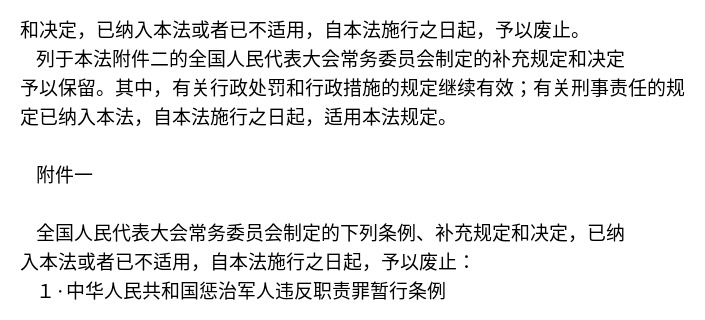 和决定，已纳入本法或者已不适用，自本法施行之日起，予以废止。
列于本法附件二的全国人民代表大会常务委员会制定的补充规定和决定
予以保留。其中，有关行政处罚和行政措施的规定继续有效；有关刑事责任的规
定已纳入本法，自本法施行之日起，适用本法规定。
附件一
全国人民代表大会常务委员会制定的下列条例、补充规定和决定，已纳
入本法或者已不适用，自本法施行之日起，予以废止：
１·中华人民共和国惩治军人违反职责罪暂行条例